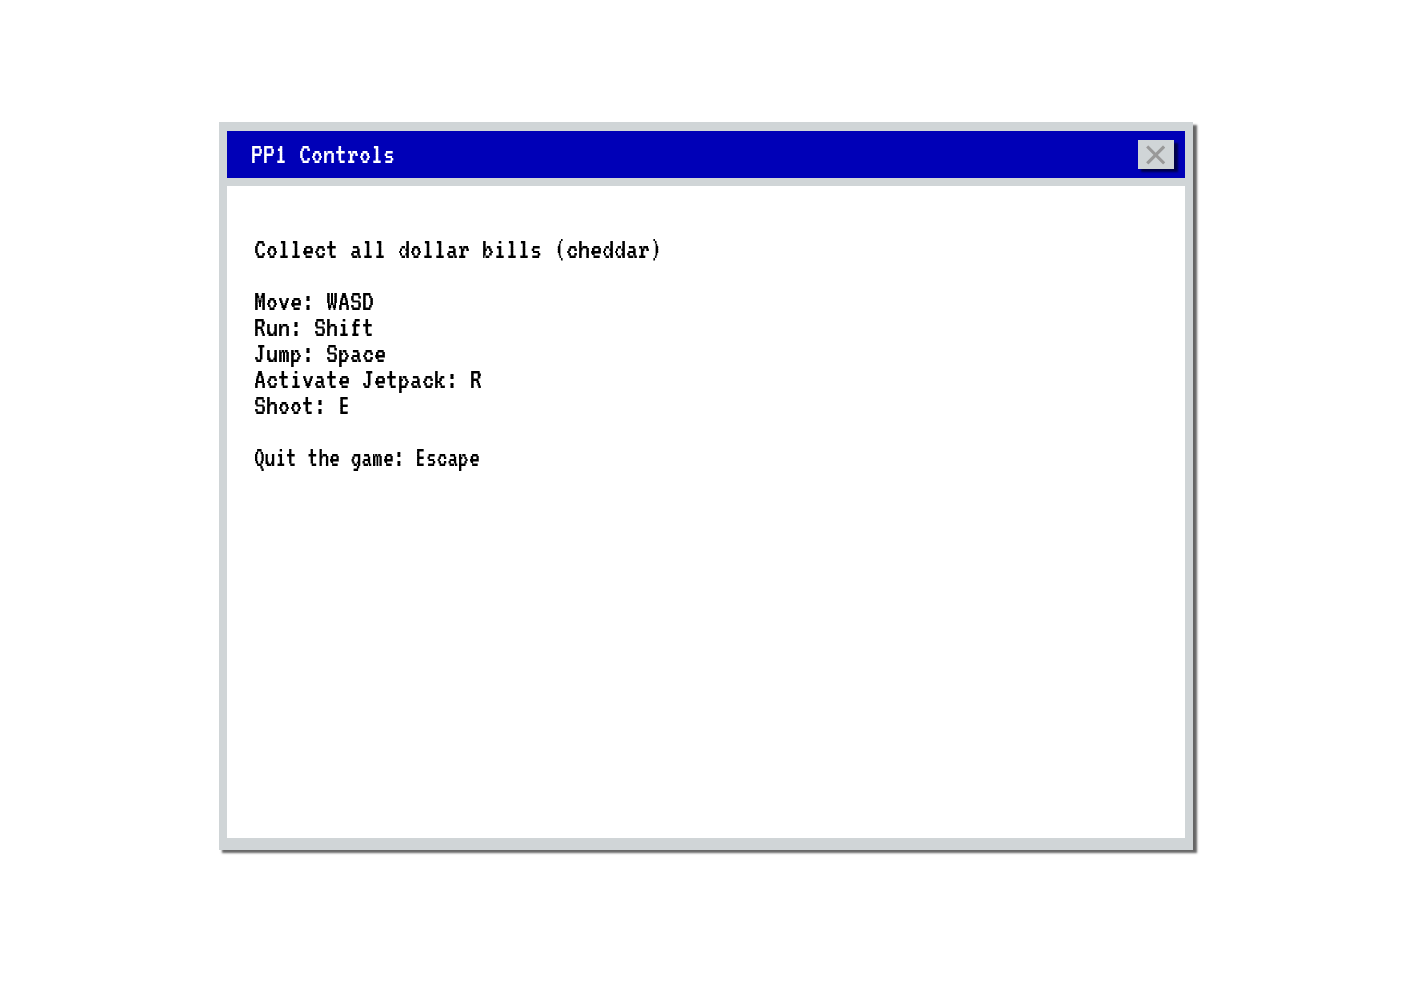 PP1 Controls
Collect all dollar bills (cheddar)
Move: WASD
Run: Shift
Jump: Space
Activate Jetpack: R
Shoot: E
Quit the game: Escape